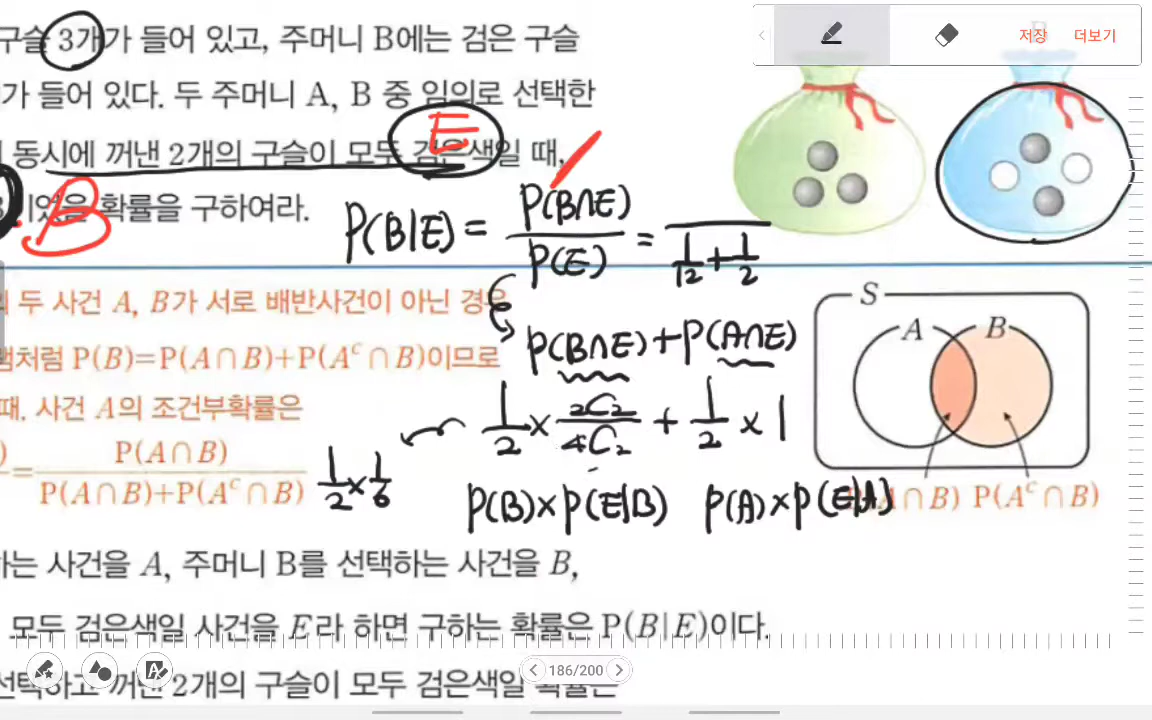 구슬 3개가 들어 있고, 주머니 B에는 검은 구슬
저장 더보기
가 들어 있다. 두 주머니 A, B 중 임의로 선택한
동시에 꺼낸 2개의 구슬이 모두 검은색일 때,
E
B
었을 확률을 구하여라.
P(B|E) = P(B∩E) / P(E) = / 1/12 + 1/2
두 사건 A, B가 서로 배반사건이 아닌 경우
S
A B
P(B∩E)+P(A∩E)
램처럼 P(B)=P(A∩B)+P(Aᶜ∩B)이므로
때, 사건 A의 조건부확률은
1/2 × ₂C₂/₄C₂ + 1/2 × 1
= P(A∩B) / P(A∩B)+P(Aᶜ∩B)
1/2 × 1/6
P(B)×P(E|B) P(A)×P(E|A)
∩B) P(Aᶜ∩B)
하는 사건을 A, 주머니 B를 선택하는 사건을 B,
모두 검은색일 사건을 E라 하면 구하는 확률은 P(B|E)이다.
186/200
선택하고 꺼낸 2개의 구슬이 모두 검은색일 확률은